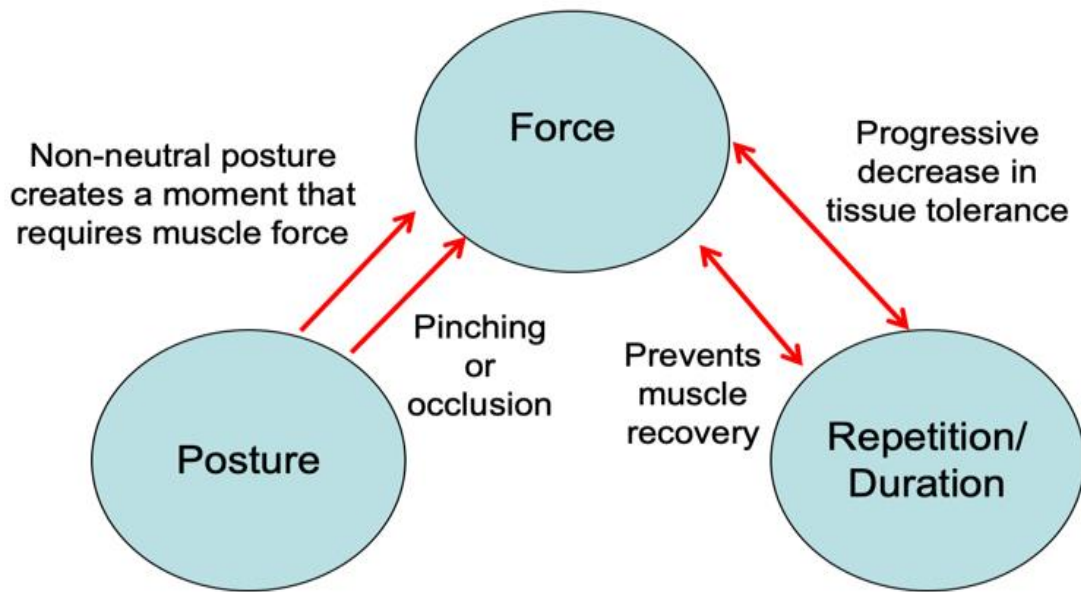 Force
Non-neutral posture
creates a moment that
requires muscle force
Progressive
decrease in
tissue tolerance
Pinching
or
occlusion
Prevents
muscle
recovery
Posture
Repetition/
Duration